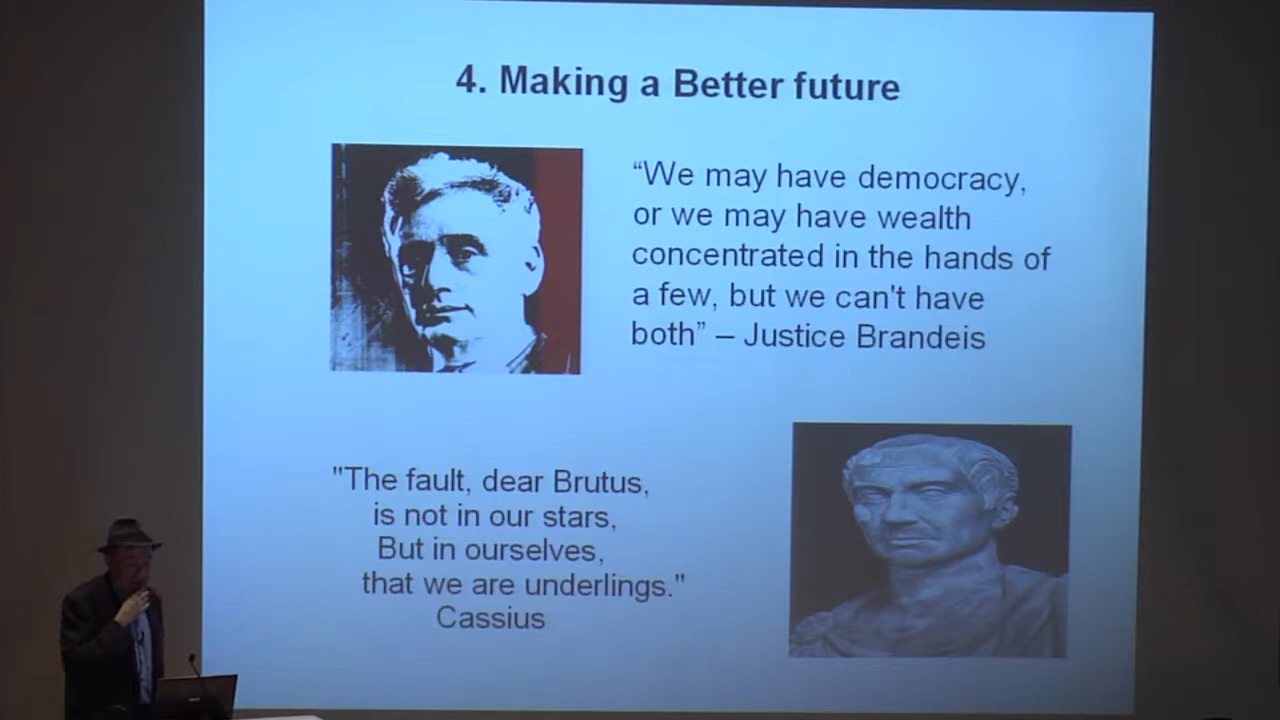 4. Making a Better future
“We may have democracy,
or we may have wealth
concentrated in the hands of
a few, but we can't have
both” – Justice Brandeis
"The fault, dear Brutus,
is not in our stars,
But in ourselves,
that we are underlings."
Cassius